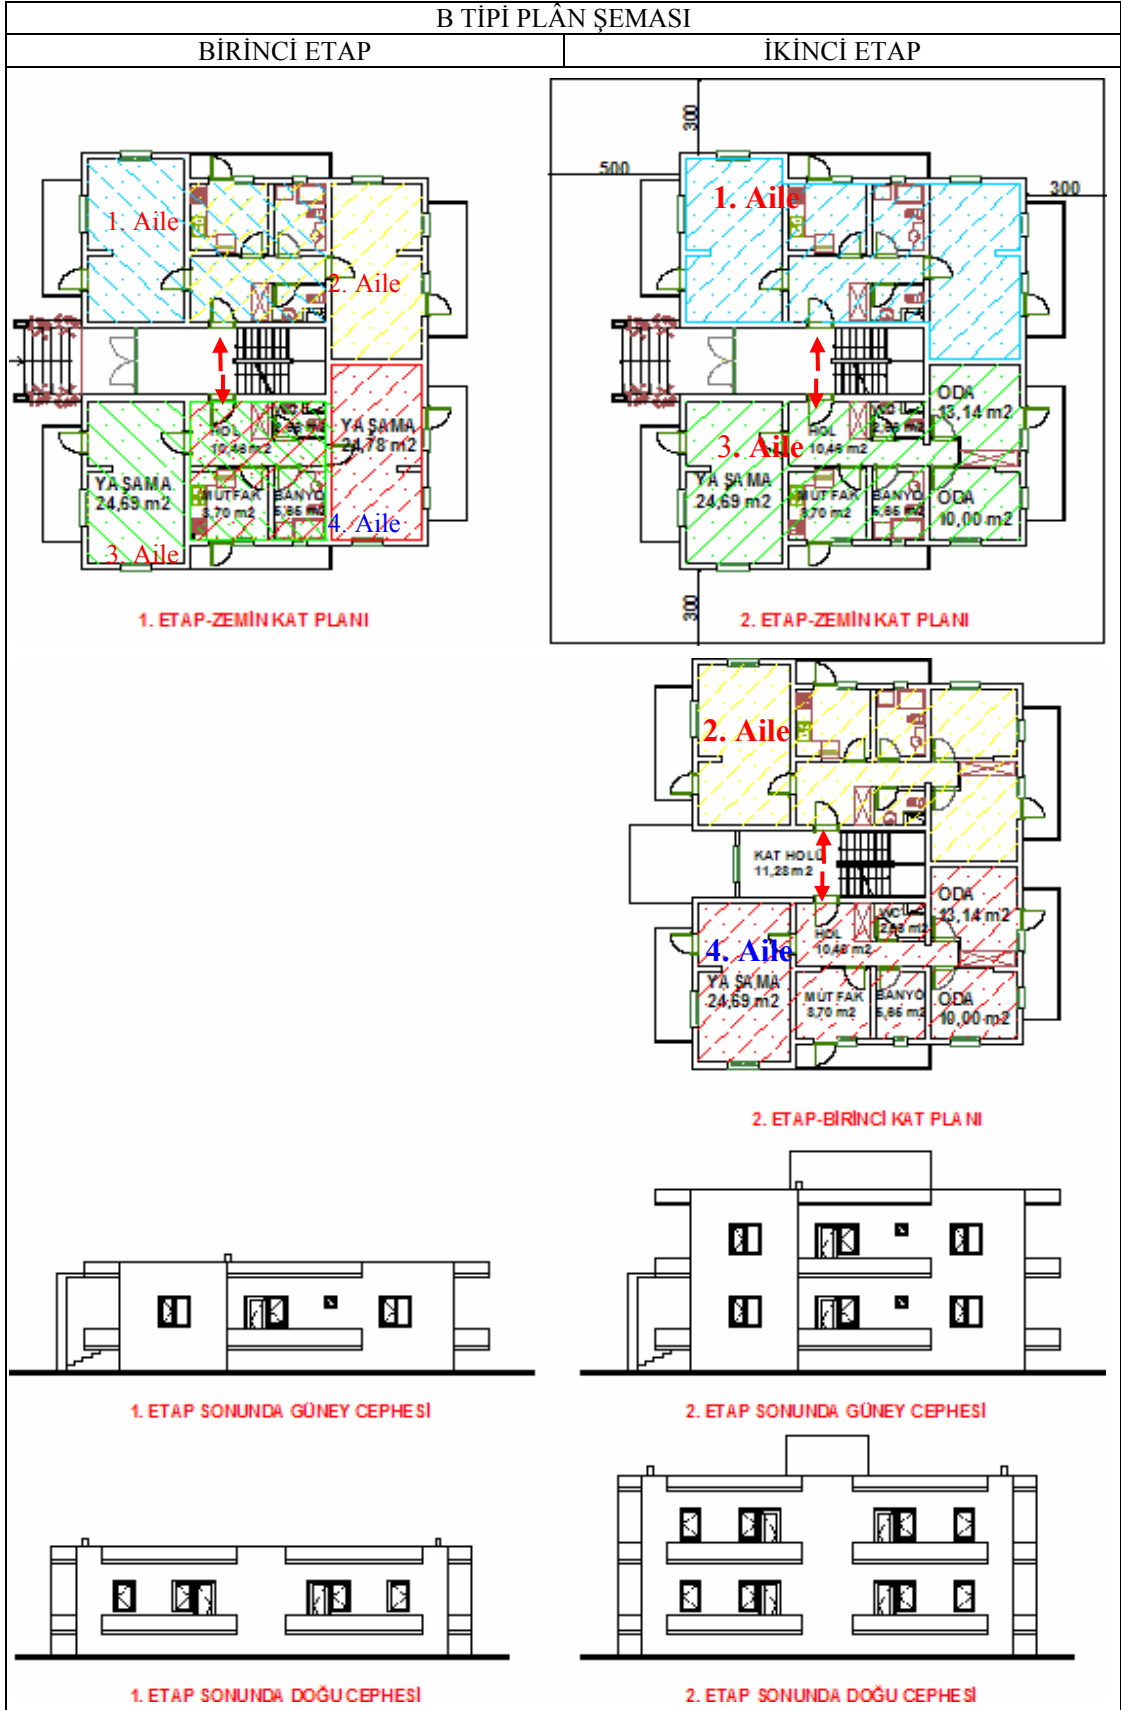 B TİPİ PLÂN ŞEMASI
BİRİNCİ ETAP
İKİNCİ ETAP
1. Aile
2. Aile
HOL
10,46 m2
YAŞAMA
24,78 m2
YAŞAMA
24,69 m2
MUTFAK
8,70 m2
BANYO
5,65 m2
3. Aile
4. Aile
1. ETAP-ZEMİN KAT PLANI
300
500
300
1. Aile
ODA
13,14 m2
HOL
10,46 m2
3. Aile
YAŞAMA
24,69 m2
MUTFAK
8,70 m2
BANYO
5,65 m2
ODA
10,00 m2
300
2. ETAP-ZEMİN KAT PLANI
2. Aile
KAT HOLÜ
11,28 m2
ODA
13,14 m2
WC
HOL
10,46 m2
4. Aile
YAŞAMA
24,69 m2
MUTFAK
8,70 m2
BANYO
5,65 m2
ODA
10,00 m2
2. ETAP-BİRİNCİ KAT PLANI
1. ETAP SONUNDA GÜNEY CEPHESİ
2. ETAP SONUNDA GÜNEY CEPHESİ
1. ETAP SONUNDA DOĞU CEPHESİ
2. ETAP SONUNDA DOĞU CEPHESİ